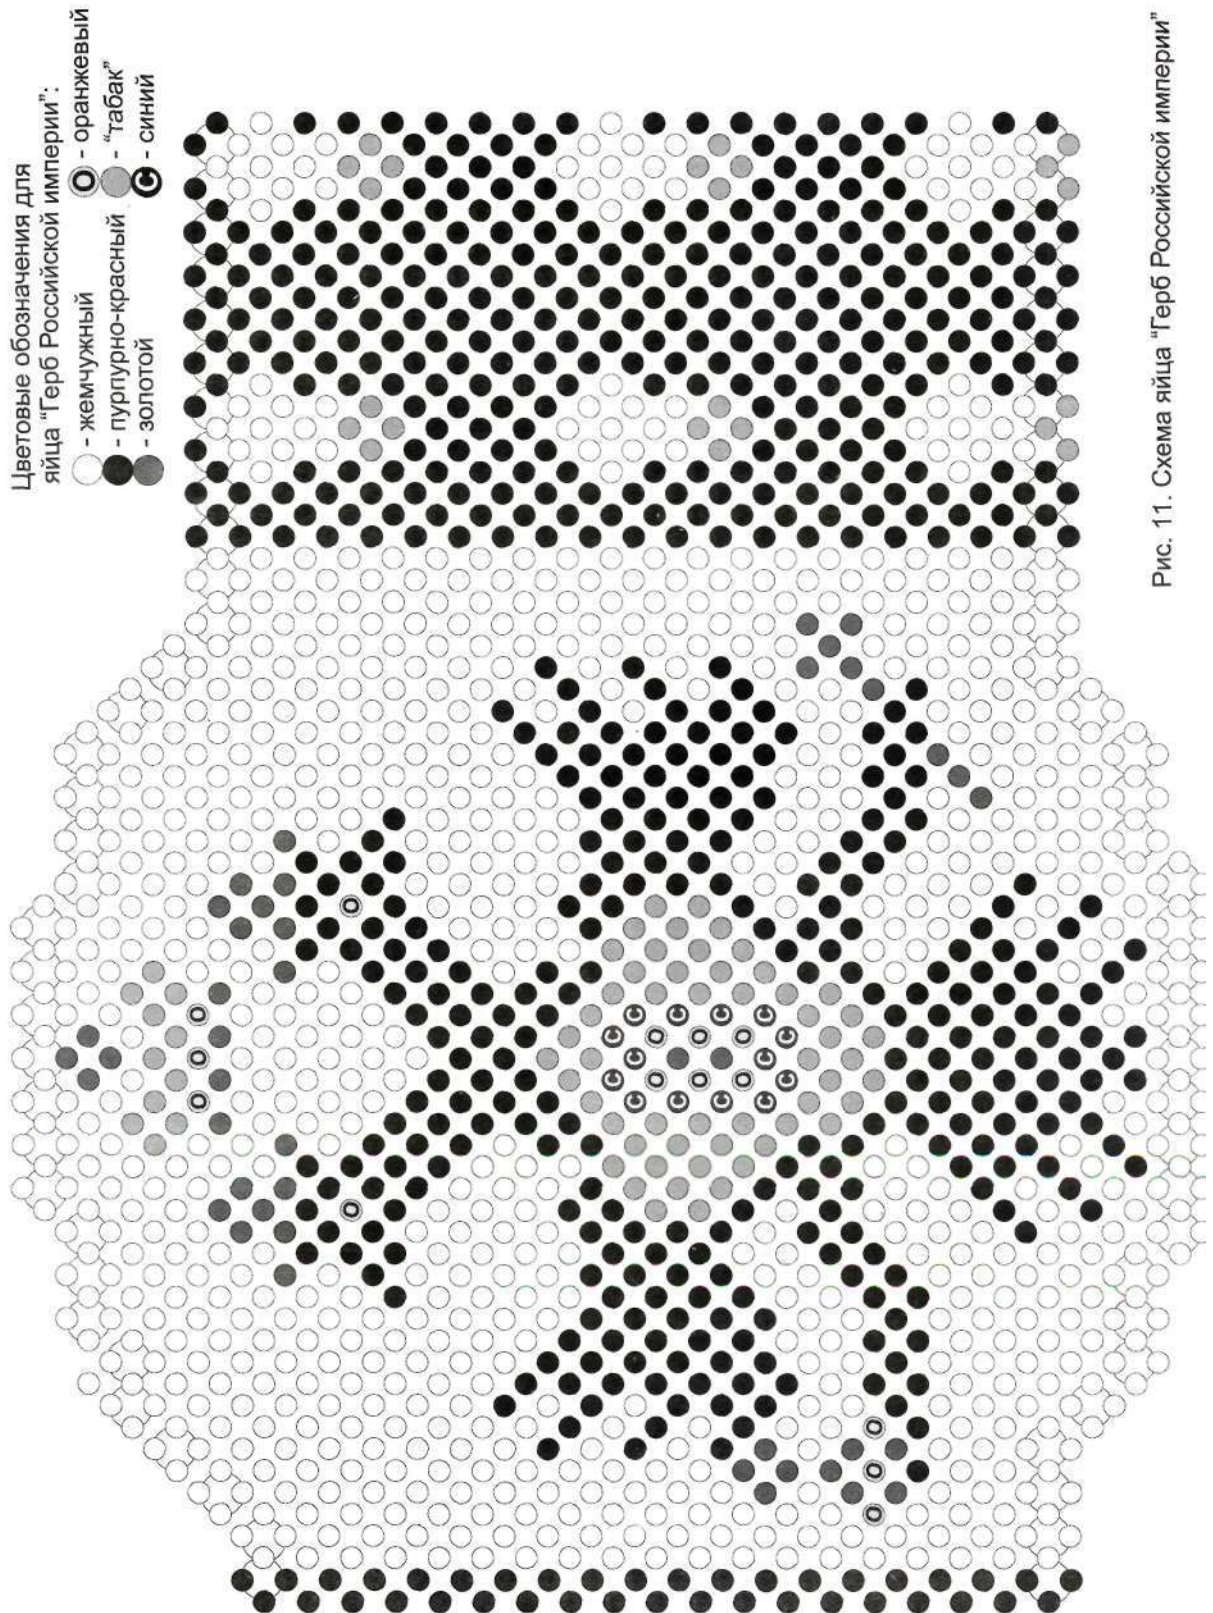 Цветовые обозначения для
яйца "Герб Российской империи":
- жемчужный
- пурпурно-красный
- золотой
О - оранжевый
- "табак"
С - синий
О
О О О
О
С С С С
С О О О С
С С С
С О О О С
С С С С
О О О
Рис. 11. Схема яйца "Герб Российской империи"